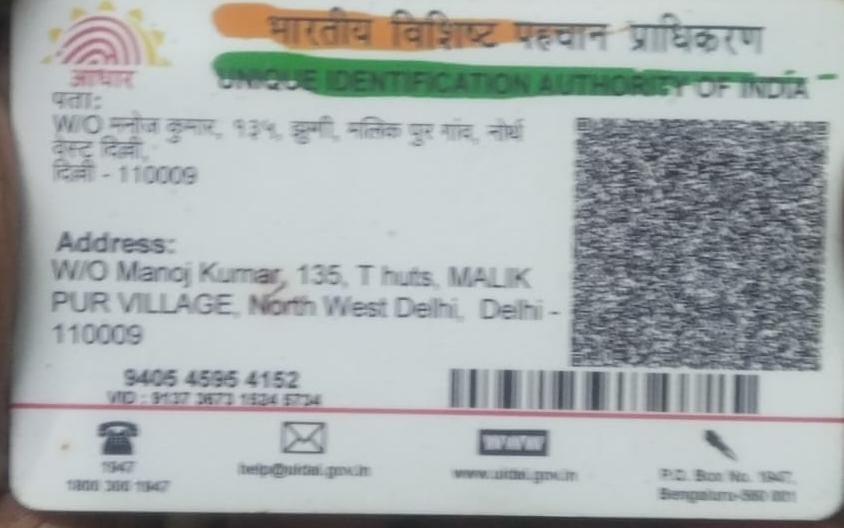 भारतीय विशिष्ट पहचान प्राधिकरण
UNIQUE IDENTIFICATION AUTHORITY OF INDIA
आधार
पता:
W/O मनोज कुमार, १३५, झुगी, मलिक पुर गांव, नोर्थ
वेस्ट दिल्ली,
दिल्ली - 110009
Address:
W/O Manoj Kumar, 135, T huts, MALIK
PUR VILLAGE, North West Delhi, Delhi -
110009
9405 4595 4152
VID : 9137 3673 1534 5734
1947
1800 300 1947
help@uidai.gov.in
WWW
www.uidai.gov.in
P.O. Box No. 1947,
Bengaluru-560 001